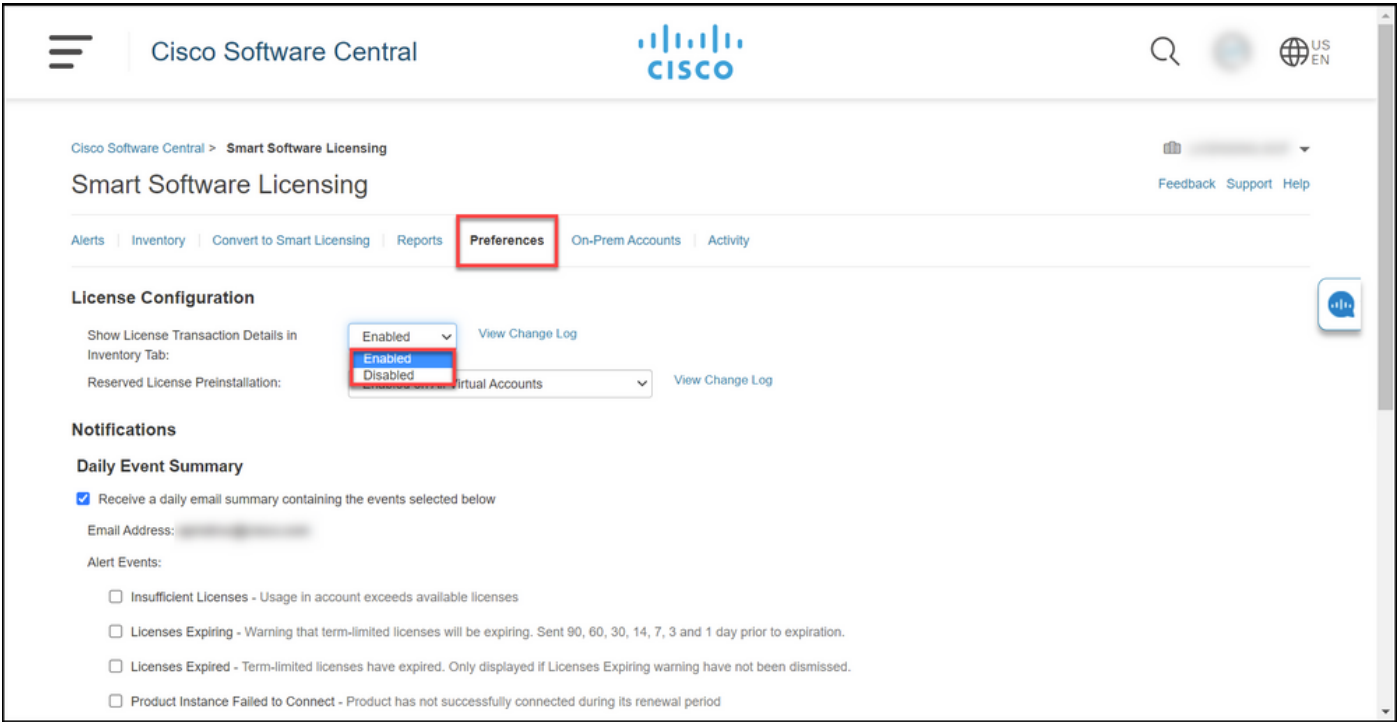 Cisco Software Central
CISCO
US
EN
Cisco Software Central > Smart Software Licensing
Smart Software Licensing
Feedback Support Help
Alerts Inventory Convert to Smart Licensing Reports Preferences On-Prem Accounts Activity
License Configuration
Show License Transaction Details in
Inventory Tab:
Enabled
View Change Log
Enabled
Disabled
Reserved License Preinstallation:
Virtual Accounts
View Change Log
Notifications
Daily Event Summary
Receive a daily email summary containing the events selected below
Email Address:
Alert Events:
Insufficient Licenses - Usage in account exceeds available licenses
Licenses Expiring - Warning that term-limited licenses will be expiring. Sent 90, 60, 30, 14, 7, 3 and 1 day prior to expiration.
Licenses Expired - Term-limited licenses have expired. Only displayed if Licenses Expiring warning have not been dismissed.
Product Instance Failed to Connect - Product has not successfully connected during its renewal period